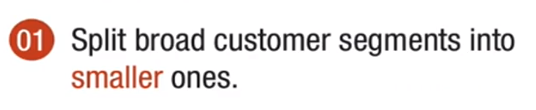 01 Split broad customer segments into
smaller ones.